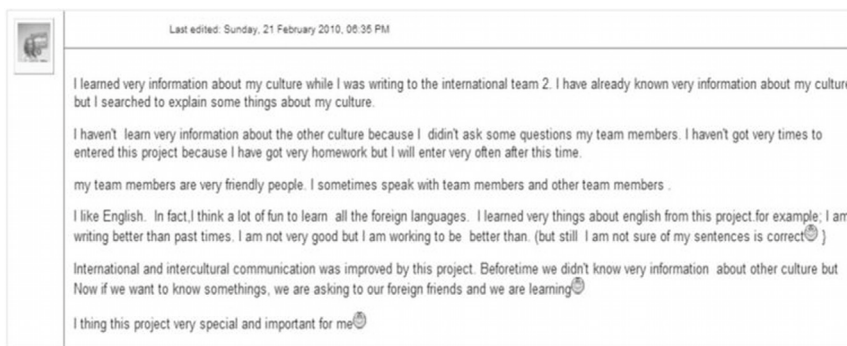 Last edited: Sunday, 21 February 2010, 06:35 PM
I learned very information about my culture while I was writing to the international team 2. I have already known very information about my culture
but I searched to explain some things about my culture.
I haven't learn very information about the other culture because I didin't ask some questions my team members. I haven't got very times to
entered this project because I have got very homework but I will enter very often after this time.
my team members are very friendly people. I sometimes speak with team members and other team members .
I like English. In fact,I think a lot of fun to learn all the foreign languages. I learned very things about english from this project.for example; I am
writing better than past times. I am not very good but I am working to be better than. (but still I am not sure of my sentences is correct )
International and intercultural communication was improved by this project. Beforetime we didn't know very information about other culture but
Now if we want to know somethings, we are asking to our foreign friends and we are learning
I thing this project very special and important for me